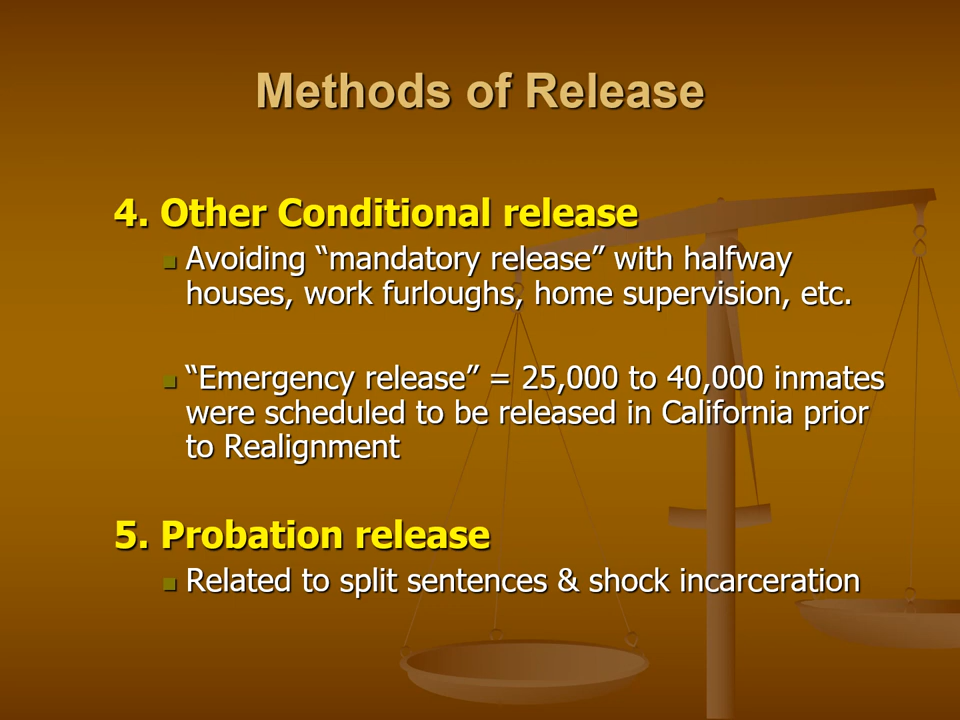 Methods of Release
4. Other Conditional release
■ Avoiding “mandatory release” with halfway
houses, work furloughs, home supervision, etc.
■ “Emergency release” = 25,000 to 40,000 inmates
were scheduled to be released in California prior
to Realignment
5. Probation release
■ Related to split sentences & shock incarceration